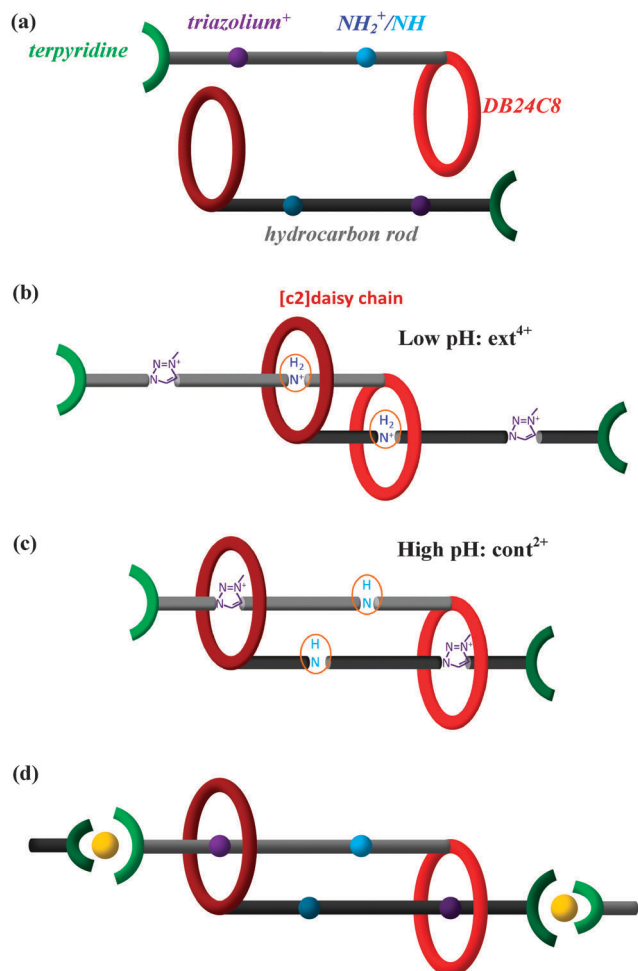 (a)
triazolium⁺
NH₂⁺/NH
terpyridine
DB24C8
hydrocarbon rod
(b)
[c2]daisy chain
Low pH: ext⁴⁺
N=N⁺
N
H₂
N⁺
H₂
N⁺
N=N⁺
N
(c)
High pH: cont²⁺
N=N⁺
N
H
N
H
N
N=N⁺
N
(d)